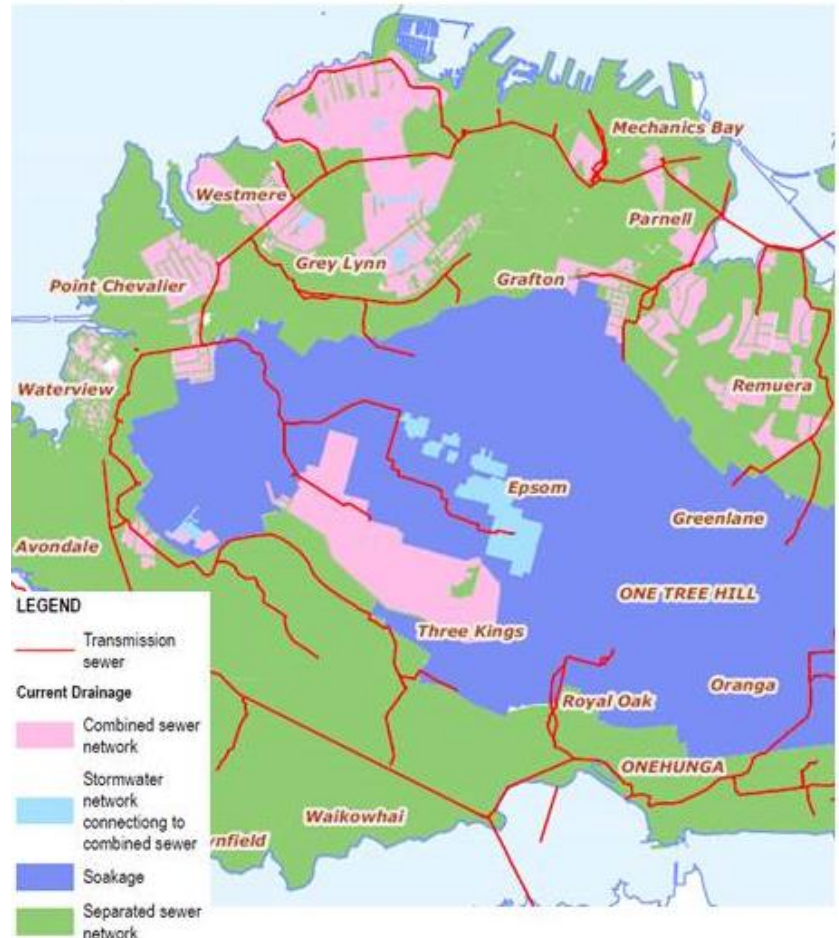 Mechanics Bay
Westmere
Parnell
Grey Lynn
Grafton
Point Chevalier
Waterview
Remuera
Epsom
Greenlane
Avondale
ONE TREE HILL
Three Kings
Oranga
Royal Oak
ONEHUNGA
Waikowhai
ynfield
LEGEND
Transmission
sewer
Current Drainage
Combined sewer
network
Stormwater
network
connectiong to
combined sewer
Soakage
Separated sewer
network